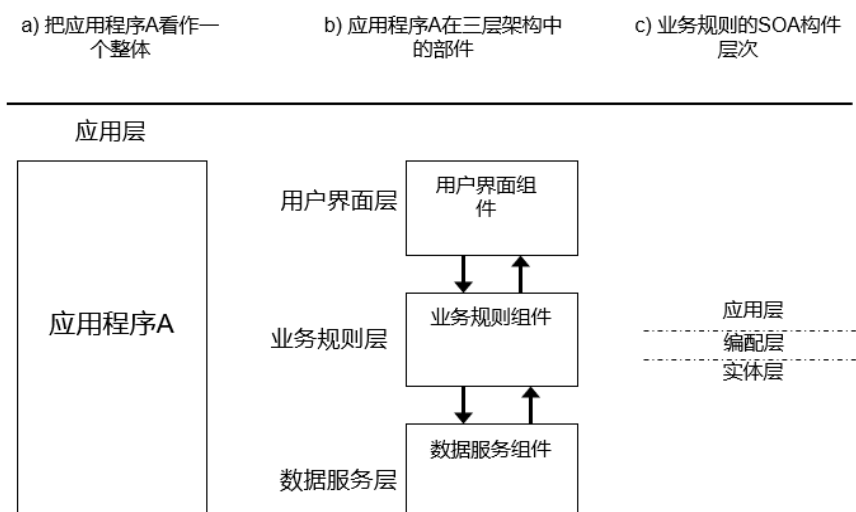 a) 把应用程序A看作一
个整体
b) 应用程序A在三层架构中
的部件
c) 业务规则的SOA构件
层次
应用层
应用程序A
用户界面层
用户界面组
件
业务规则层
业务规则组件
数据服务层
数据服务组件
应用层
编配层
实体层